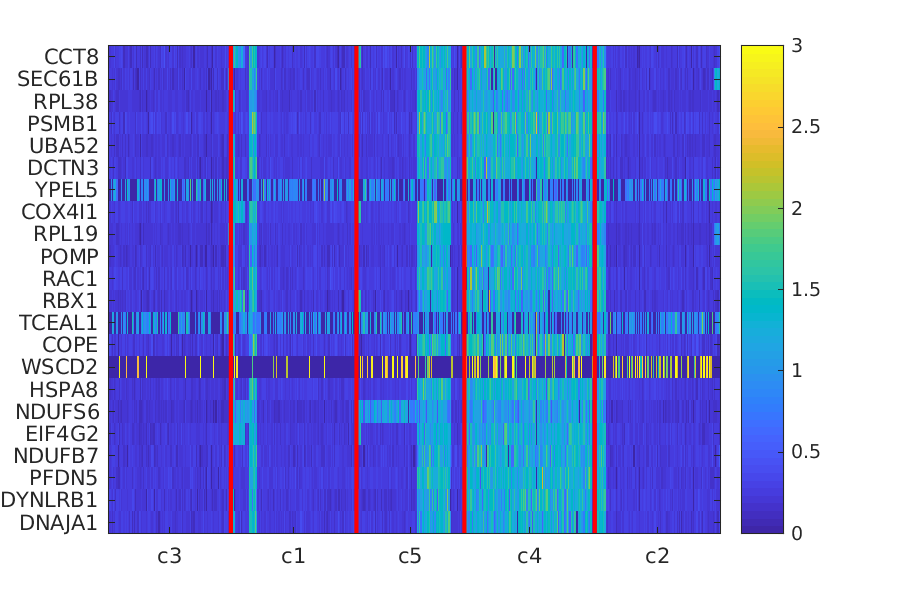 CCT8
SEC61B
RPL38
PSMB1
UBA52
DCTN3
YPEL5
COX4I1
RPL19
POMP
RAC1
RBX1
TCEAL1
COPE
WSCD2
HSPA8
NDUFS6
EIF4G2
NDUFB7
PFDN5
DYNLRB1
DNAJA1
c3 c1 c5 c4 c2
3
2.5
2
1.5
1
0.5
0